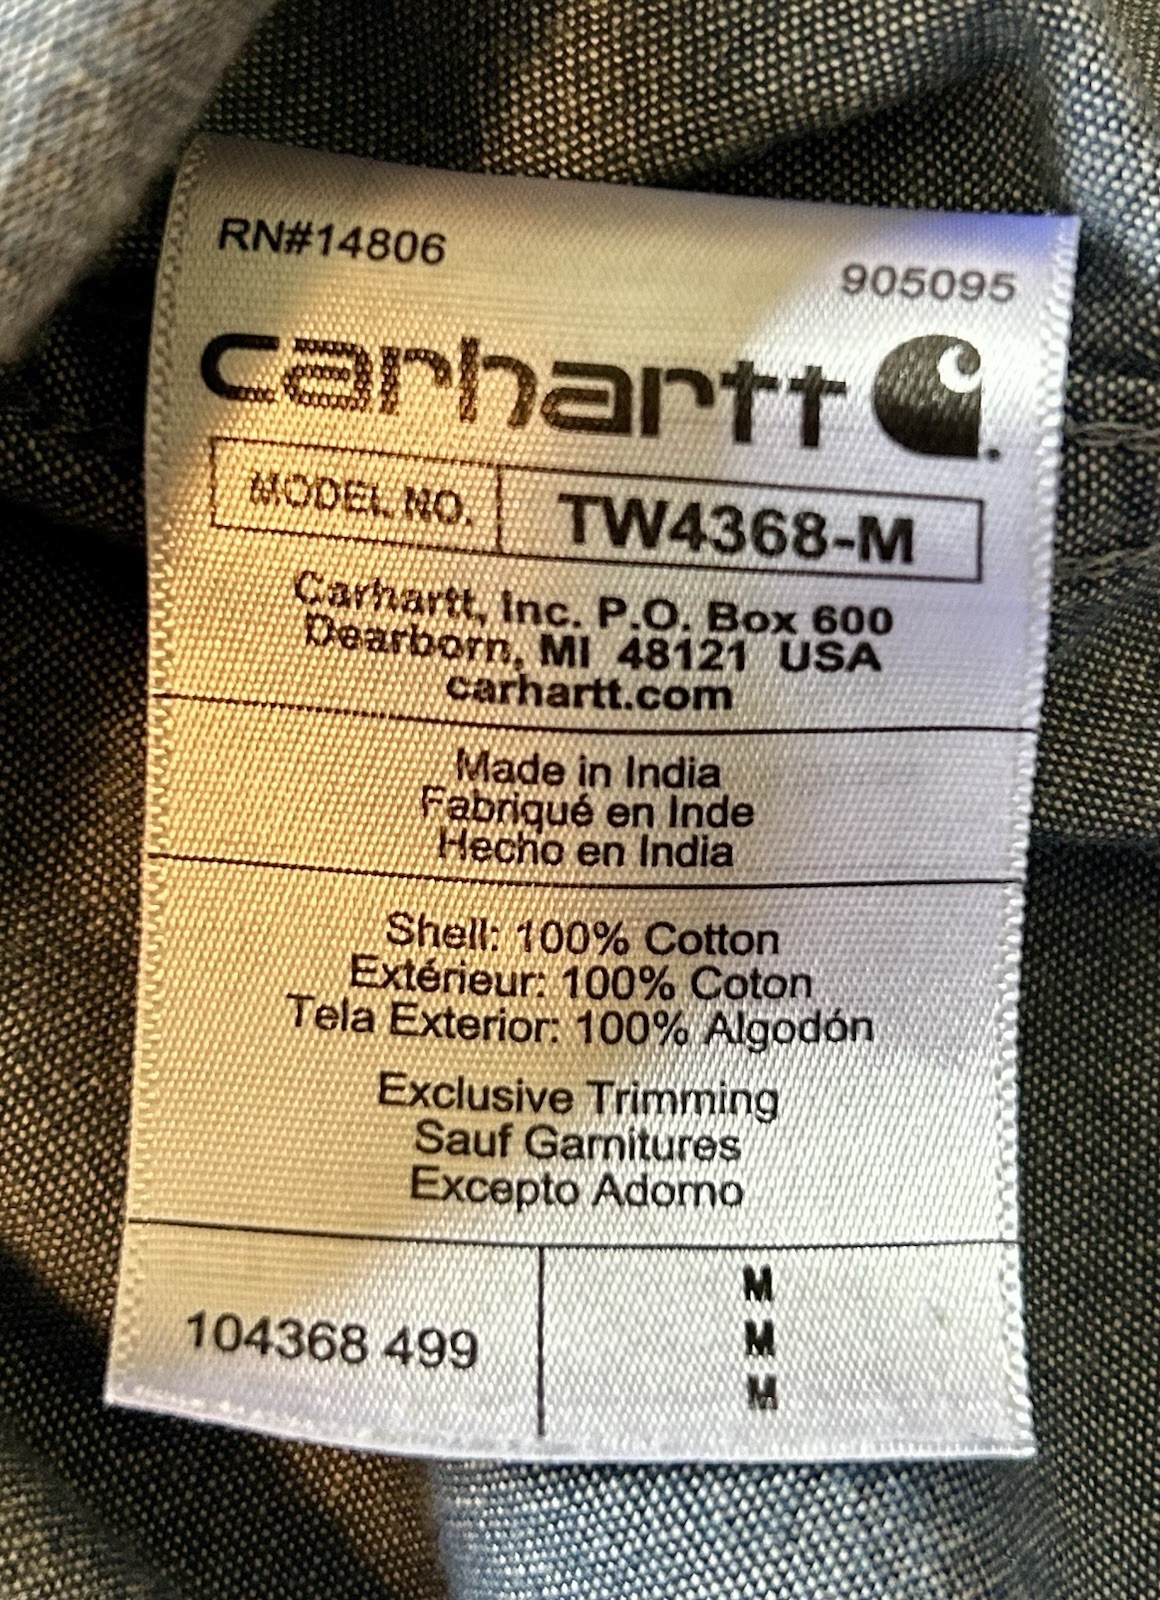 RN#14806
905095
carhartt
MODEL NO. TW4368-M
Carhartt, Inc. P.O. Box 600
Dearborn, MI 48121 USA
carhartt.com
Made in India
Fabriqué en Inde
Hecho en India
Shell: 100% Cotton
Extérieur: 100% Coton
Tela Exterior: 100% Algodón
Exclusive Trimming
Sauf Garnitures
Excepto Adorno
104368 499
M
M
M